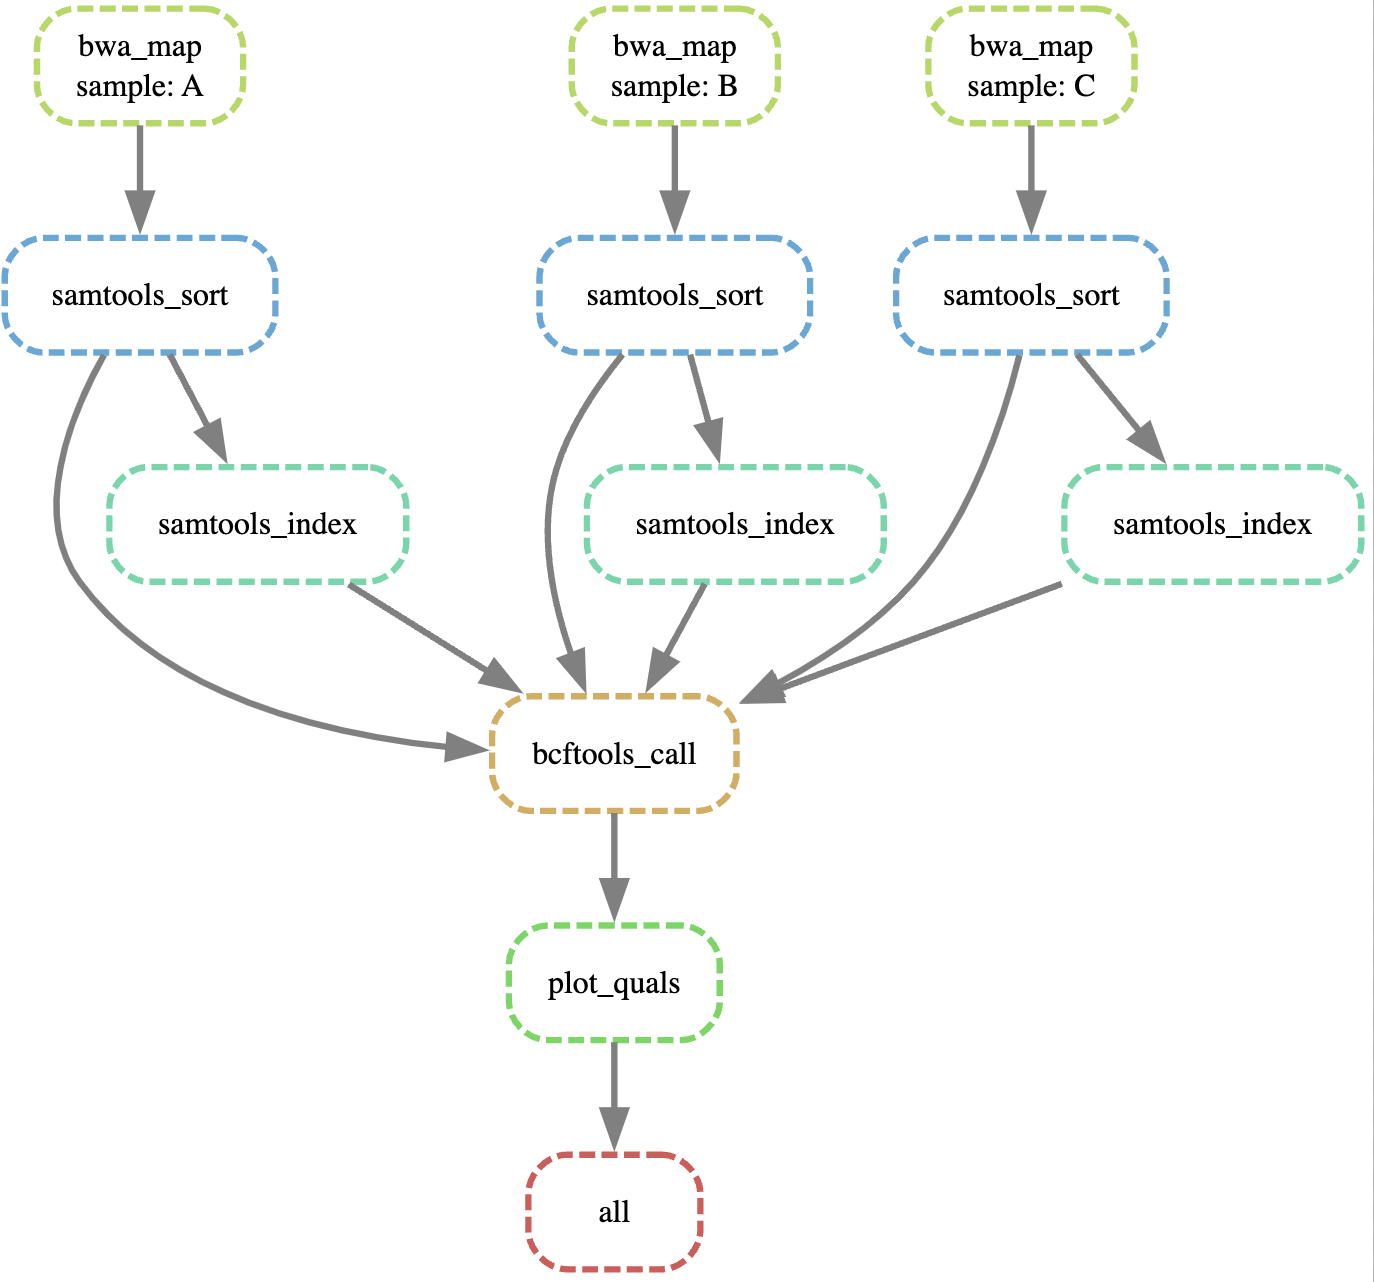 bwa_map
sample: A
bwa_map
sample: B
bwa_map
sample: C
samtools_sort
samtools_sort
samtools_sort
samtools_index
samtools_index
samtools_index
bcftools_call
plot_quals
all